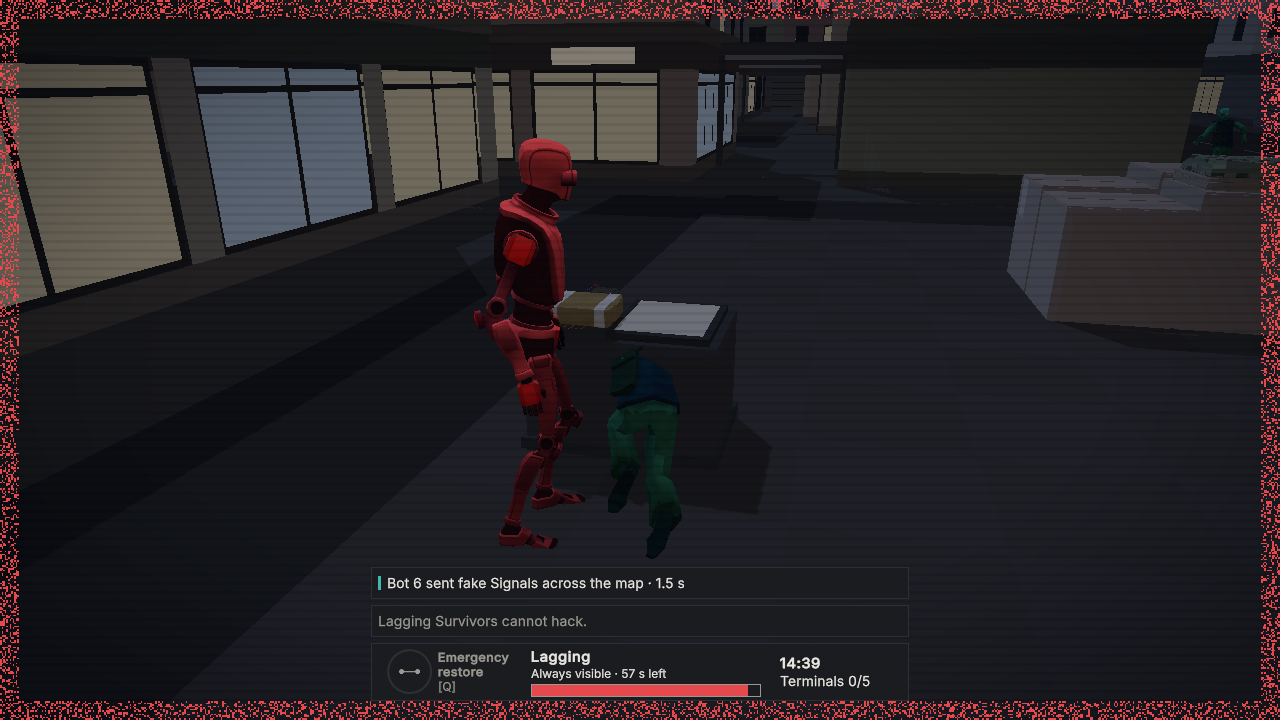 Bot 6 sent fake Signals across the map · 1.5 s
Lagging Survivors cannot hack.
Emergency
restore
[Q]
Lagging
Always visible · 57 s left
14:39
Terminals 0/5